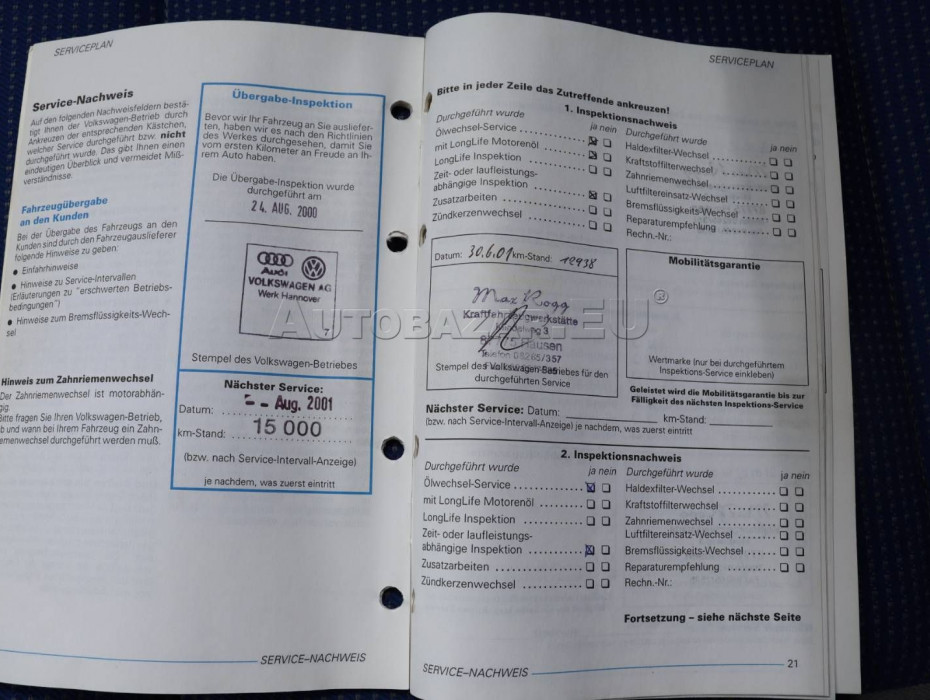 SERVICEPLAN
Service-Nachweis
Auf den folgenden Nachweisfeldern bestä-
tigt Ihnen der Volkswagen-Betrieb durch
Ankreuzen der entsprechenden Kästchen,
welcher Service durchgeführt bzw. nicht
durchgeführt wurde. Das gibt Ihnen einen
eindeutigen Überblick und vermeidet Miß-
verständnisse.
Fahrzeugübergabe
an den Kunden
Bei der Übergabe des Fahrzeugs an den
Kunden sind durch den Fahrzeugauslieferer
folgende Hinweise zu geben:
● Einfahrhinweise
● Hinweise zu Service-Intervallen
(Erläuterungen zu "erschwerten Betriebs-
bedingungen")
● Hinweise zum Bremsflüssigkeits-Wech-
sel
Hinweis zum Zahnriemenwechsel
Der Zahnriemenwechsel ist motorabhän-
gig.
Bitte fragen Sie Ihren Volkswagen-Betrieb,
ob und wann bei Ihrem Fahrzeug ein Zahn-
riemenwechsel durchgeführt werden muß.
Übergabe-Inspektion
Bevor wir Ihr Fahrzeug an Sie ausliefer-
ten, haben wir es nach den Richtlinien
des Werkes durchgesehen, damit Sie
vom ersten Kilometer an Freude an Ih-
rem Auto haben.
Die Übergabe-Inspektion wurde
durchgeführt am
24. AUG. 2000
Audi
VOLKSWAGEN AG
Werk Hannover
7
Stempel des Volkswagen-Betriebes
Nächster Service:
Datum: - - Aug. 2001
km-Stand: 15 000
(bzw. nach Service-Intervall-Anzeige)
je nachdem, was zuerst eintritt
SERVICE–NACHWEIS
SERVICEPLAN
Bitte in jeder Zeile das Zutreffende ankreuzen!
1. Inspektionsnachweis
Durchgeführt wurde ja nein
Ölwechsel-Service
mit LongLife Motorenöl
LongLife Inspektion
Zeit- oder laufleistungs-
abhängige Inspektion
Zusatzarbeiten
Zündkerzenwechsel
Durchgeführt wurde ja nein
Haldexfilter-Wechsel
Kraftstoffilterwechsel
Zahnriemenwechsel
Luftfiltereinsatz-Wechsel
Bremsflüssigkeits-Wechsel
Reparaturempfehlung
Rechn.-Nr.:
Datum: 30.6.01 km-Stand: 12938
Max Rogg
Kraftfahrzeugwerkstätte
Telefon 08265/357
Stempel des Volkswagen-Betriebes für den
durchgeführten Service
Mobilitätsgarantie
Wertmarke (nur bei durchgeführtem
Inspektions-Service einkleben)
Geleistet wird die Mobilitätsgarantie bis zur
Fälligkeit des nächsten Inspektions-Service
Nächster Service: Datum: km-Stand:
(bzw. nach Service-Intervall-Anzeige) je nachdem, was zuerst eintritt
2. Inspektionsnachweis
Durchgeführt wurde ja nein
Ölwechsel-Service
mit LongLife Motorenöl
LongLife Inspektion
Zeit- oder laufleistungs-
abhängige Inspektion
Zusatzarbeiten
Zündkerzenwechsel
Durchgeführt wurde ja nein
Haldexfilter-Wechsel
Kraftstoffilterwechsel
Zahnriemenwechsel
Luftfiltereinsatz-Wechsel
Bremsflüssigkeits-Wechsel
Reparaturempfehlung
Rechn.-Nr.:
Fortsetzung – siehe nächste Seite
SERVICE–NACHWEIS
21
AUTOBAZAR.EU®